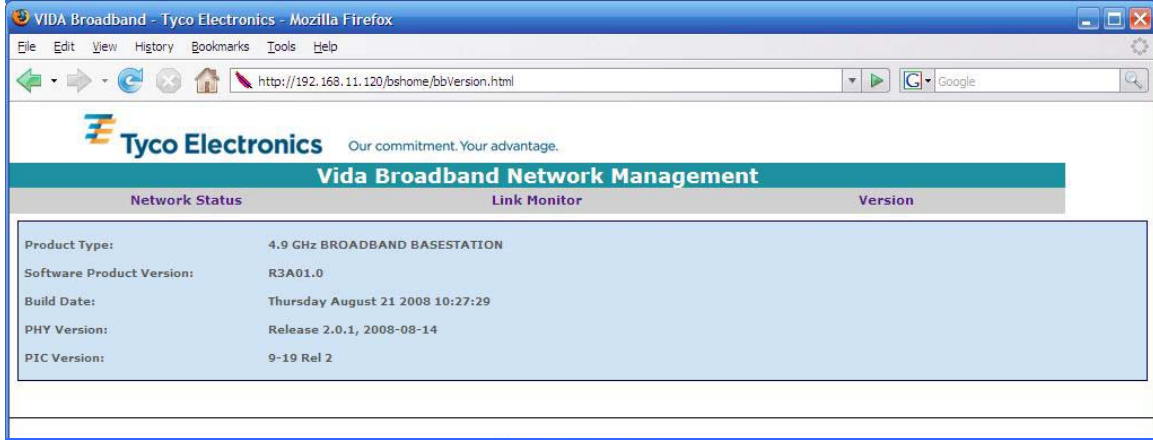 VIDA Broadband - Tyco Electronics - Mozilla Firefox
File Edit View History Bookmarks Tools Help
http://192.168.11.120/bshome/bbVersion.html
G Google
Tyco Electronics Our commitment. Your advantage.
Vida Broadband Network Management
Network Status Link Monitor Version
Product Type: 4.9 GHz BROADBAND BASESTATION
Software Product Version: R3A01.0
Build Date: Thursday August 21 2008 10:27:29
PHY Version: Release 2.0.1, 2008-08-14
PIC Version: 9-19 Rel 2